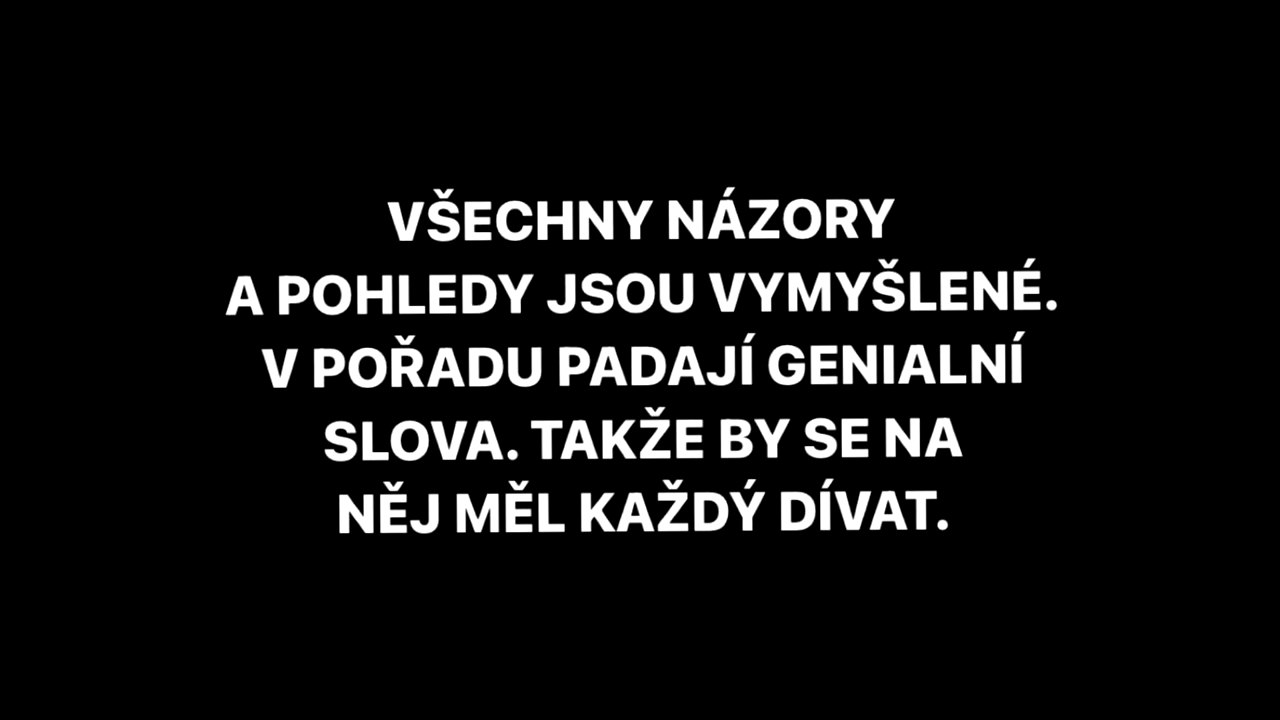 VŠECHNY NÁZORY
A POHLEDY JSOU VYMYŠLENÉ.
V POŘADU PADAJÍ GENIALNÍ
SLOVA. TAKŽE BY SE NA
NĚJ MĚL KAŽDÝ DÍVAT.